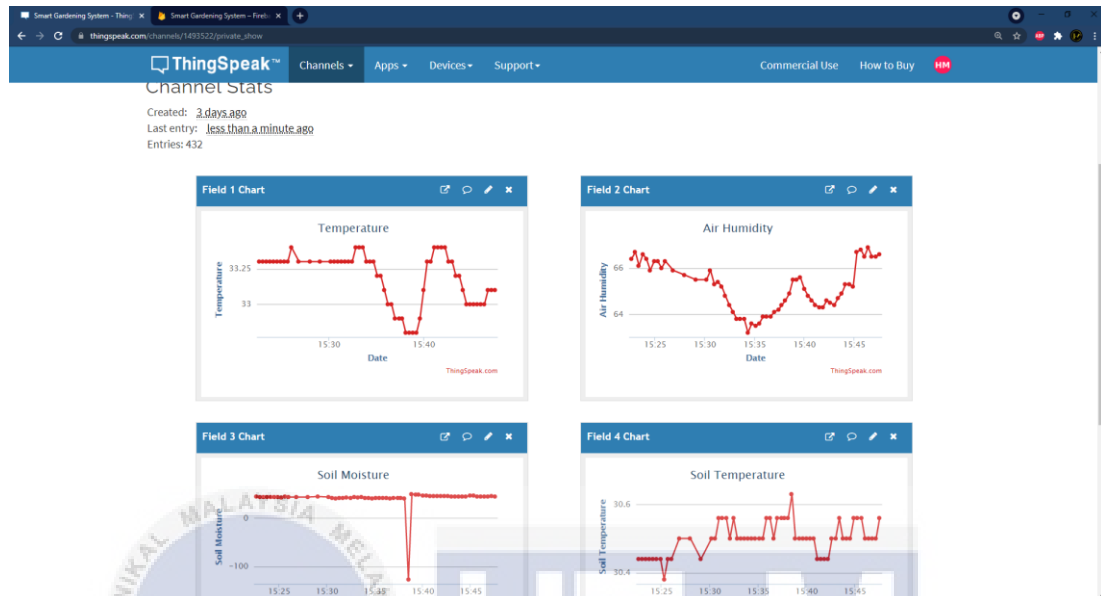 Smart Gardening System - Thing
Smart Gardening System – Fireb
thingspeak.com/channels/1493522/private_show
ThingSpeak™
Channels
Apps
Devices
Support
Commercial Use
How to Buy
HM
Channel Stats
Created: 3 days ago
Last entry: less than a minute ago
Entries: 432
Field 1 Chart
Temperature
Temperature
33.25
33
15:30
15:40
Date
ThingSpeak.com
Field 2 Chart
Air Humidity
Air Humidity
66
64
15:25
15:30
15:35
15:40
15:45
Date
ThingSpeak.com
Field 3 Chart
Soil Moisture
Soil Moisture
0
-100
15:25
15:30
15:35
15:40
15:45
Field 4 Chart
Soil Temperature
Soil Temperature
30.6
30.4
15:25
15:30
15:35
15:40
15:45
NIKAL MALAYSIA MELA